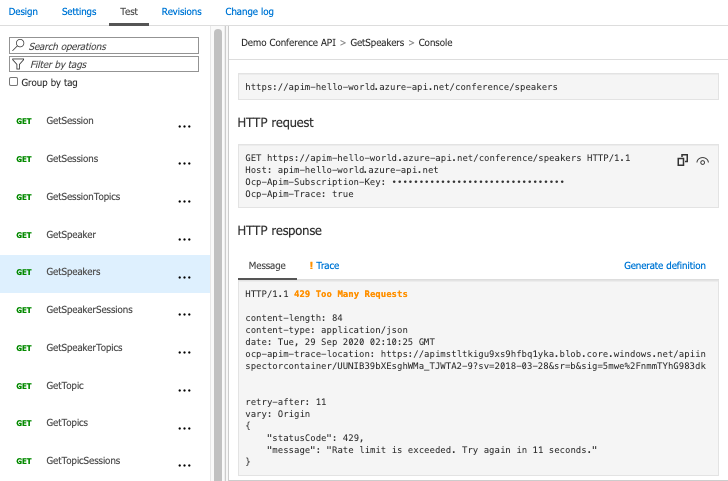 Design Settings Test Revisions Change log
Search operations
Filter by tags
Group by tag
GET GetSession ...
GET GetSessions ...
GET GetSessionTopics ...
GET GetSpeaker ...
GET GetSpeakers ...
GET GetSpeakerSessions ...
GET GetSpeakerTopics ...
GET GetTopic ...
GET GetTopics ...
GET GetTopicSessions ...
Demo Conference API > GetSpeakers > Console
https://apim-hello-world.azure-api.net/conference/speakers
HTTP request
GET https://apim-hello-world.azure-api.net/conference/speakers HTTP/1.1
Host: apim-hello-world.azure-api.net
Ocp-Apim-Subscription-Key: ••••••••••••••••••••••••••••••••
Ocp-Apim-Trace: true
HTTP response
Message ! Trace Generate definition
HTTP/1.1 429 Too Many Requests
content-length: 84
content-type: application/json
date: Tue, 29 Sep 2020 02:10:25 GMT
ocp-apim-trace-location: https://apimstltkigu9xs9hfbq1yka.blob.core.windows.net/apiin
spectorcontainer/UUNIB39bXEsghWMa_TJWTA2-9?sv=2018-03-28&sr=b&sig=5mwe%2FnmmTYhG983dk
retry-after: 11
vary: Origin
{
    "statusCode": 429,
    "message": "Rate limit is exceeded. Try again in 11 seconds."
}